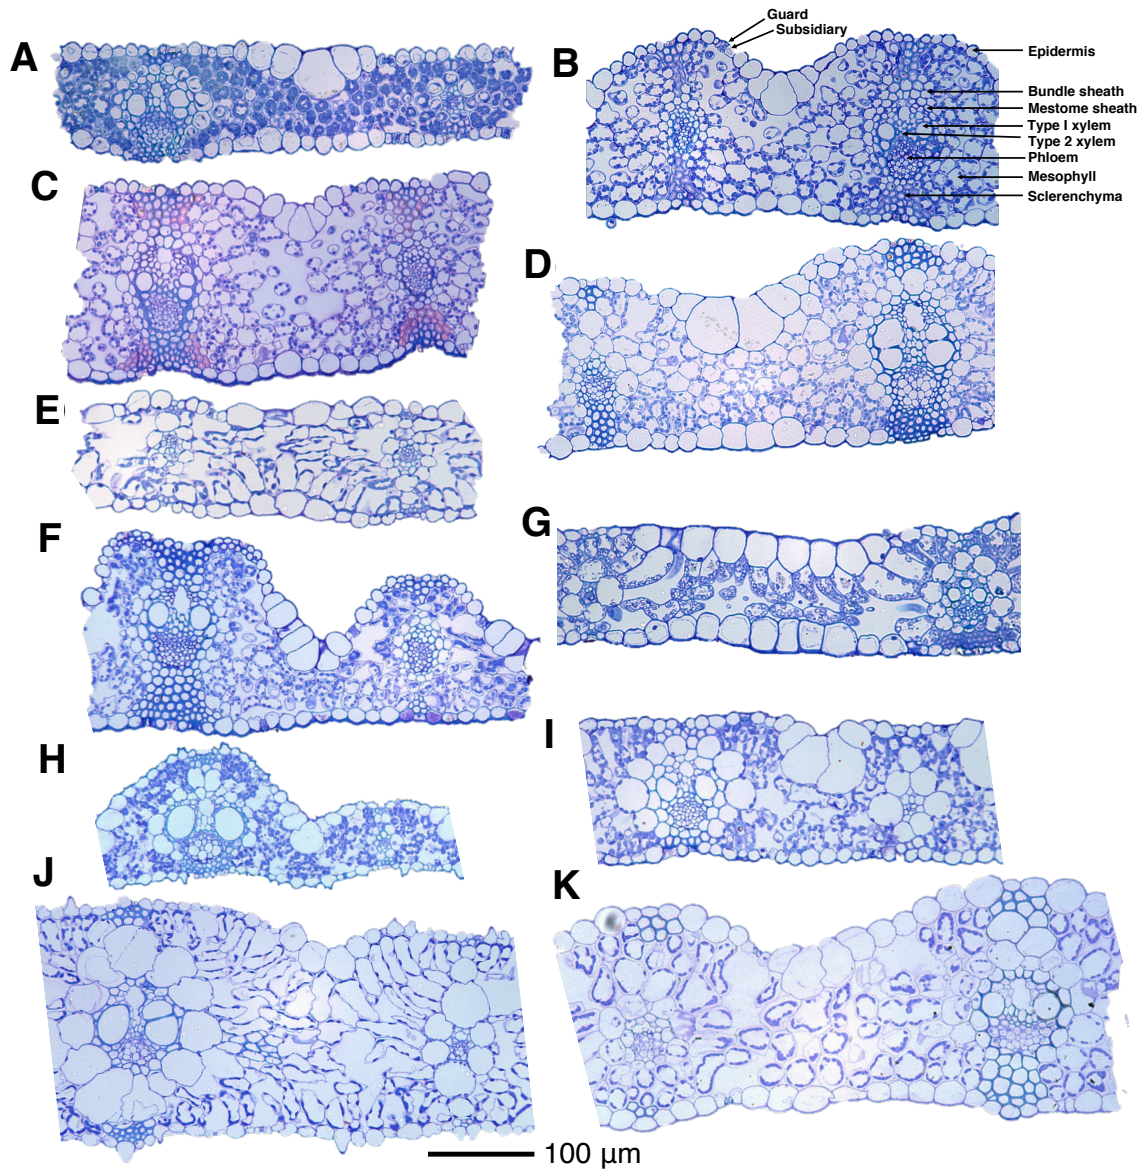 A
Guard
Subsidiary
B
Epidermis
Bundle sheath
Mestome sheath
Type I xylem
Type 2 xylem
Phloem
Mesophyll
Sclerenchyma
C
D
E
F
G
H
I
J
K
100 µm